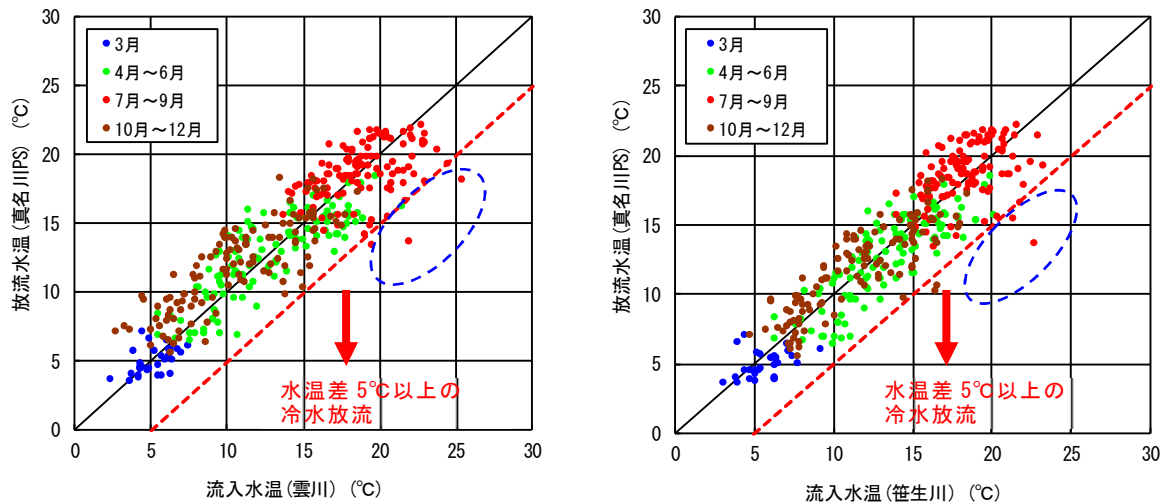 30
25
20
15
10
5
0
放流水温(真名川PS) (℃)
3月
4月～6月
7月～9月
10月～12月
水温差 5℃以上の
冷水放流
0 5 10 15 20 25 30
流入水温(雲川) (℃)
30
25
20
15
10
5
0
放流水温(真名川PS) (℃)
3月
4月～6月
7月～9月
10月～12月
水温差 5℃以上の
冷水放流
0 5 10 15 20 25 30
流入水温(笹生川) (℃)